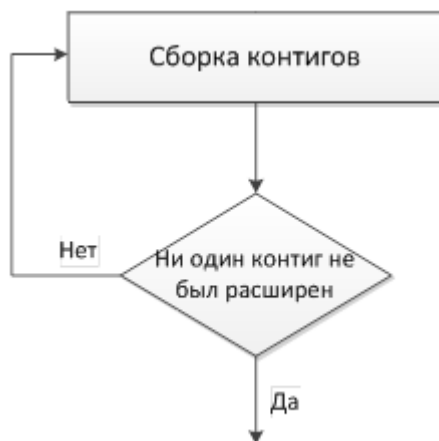 Сборка контигов
Нет
Ни один контиг не
был расширен
Да